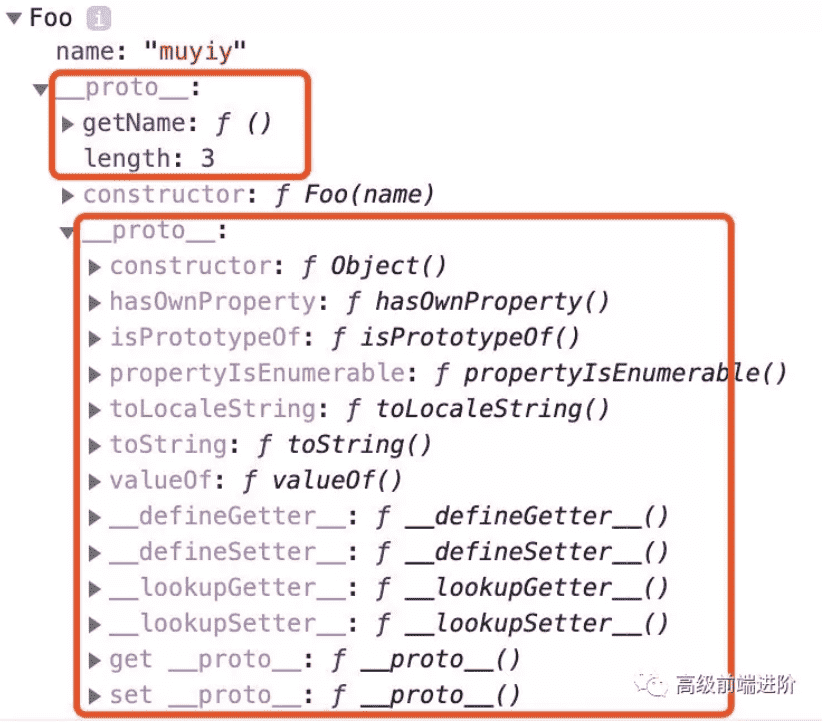 Foo i
name: "muyiy"
__proto__:
getName: ƒ ()
length: 3
constructor: ƒ Foo(name)
__proto__:
constructor: ƒ Object()
hasOwnProperty: ƒ hasOwnProperty()
isPrototypeOf: ƒ isPrototypeOf()
propertyIsEnumerable: ƒ propertyIsEnumerable()
toLocaleString: ƒ toLocaleString()
toString: ƒ toString()
valueOf: ƒ valueOf()
__defineGetter__: ƒ __defineGetter__()
__defineSetter__: ƒ __defineSetter__()
__lookupGetter__: ƒ __lookupGetter__()
__lookupSetter__: ƒ __lookupSetter__()
get __proto__: ƒ __proto__()
set __proto__: ƒ __proto__()
高级前端进阶